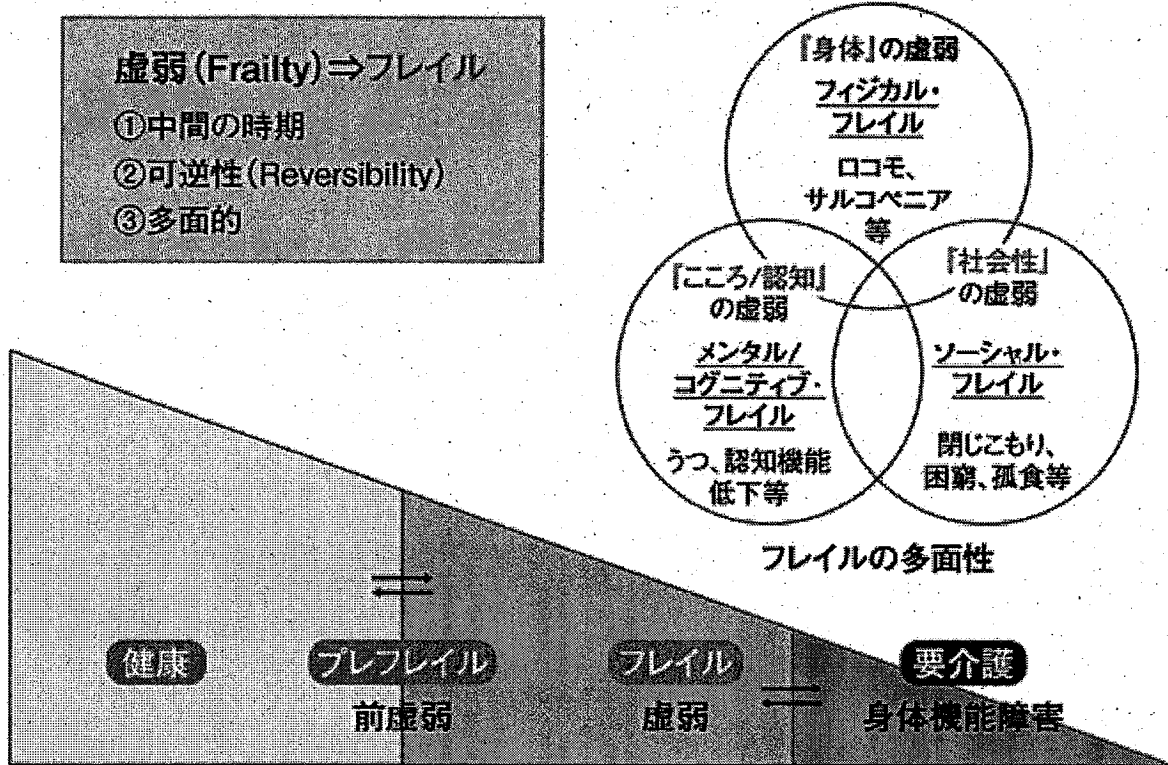 虚弱(Frailty)⇒フレイル
①中間の時期
②可逆性(Reversibility)
③多面的
『身体』の虚弱
フィジカル・
フレイル
ロコモ、
サルコペニア
等
『こころ/認知』
の虚弱
メンタル/
コグニティブ・
フレイル
うつ、認知機能
低下等
『社会性』
の虚弱
ソーシャル・
フレイル
閉じこもり、
困窮、孤食等
フレイルの多面性
健康
プレフレイル
前虚弱
フレイル
虚弱
要介護
身体機能障害